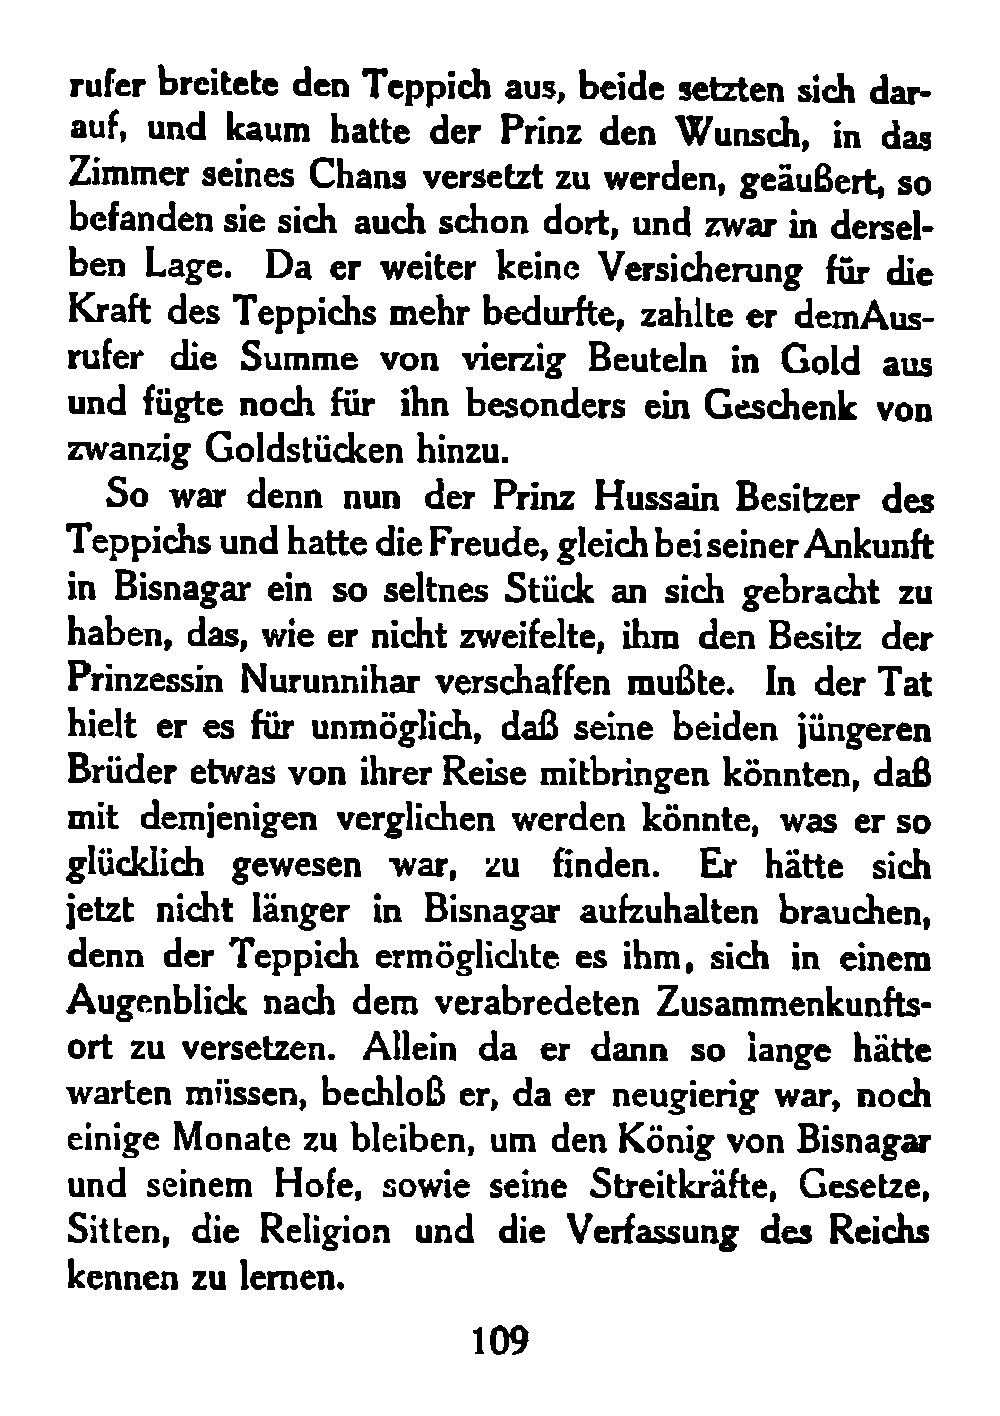 rufer breitete den Teppich aus, beide setzten sich dar-
auf, und kaum hatte der Prinz den Wunsch, in das
Zimmer seines Chans versetzt zu werden, geäußert, so
befanden sie sich auch schon dort, und zwar in dersel-
ben Lage. Da er weiter keine Versicherung für die
Kraft des Teppichs mehr bedurfte, zahlte er demAus-
rufer die Summe von vierzig Beuteln in Gold aus
und fügte noch für ihn besonders ein Geschenk von
zwanzig Goldstücken hinzu.
So war denn nun der Prinz Hussain Besitzer des
Teppichs und hatte die Freude, gleich bei seiner Ankunft
in Bisnagar ein so seltnes Stück an sich gebracht zu
haben, das, wie er nicht zweifelte, ihm den Besitz der
Prinzessin Nurunnihar verschaffen mußte. In der Tat
hielt er es für unmöglich, daß seine beiden jüngeren
Brüder etwas von ihrer Reise mitbringen könnten, daß
mit demjenigen verglichen werden könnte, was er so
glücklich gewesen war, zu finden. Er hätte sich
jetzt nicht länger in Bisnagar aufzuhalten brauchen,
denn der Teppich ermöglichte es ihm, sich in einem
Augenblick nach dem verabredeten Zusammenkunfts-
ort zu versetzen. Allein da er dann so lange hätte
warten müssen, bechloß er, da er neugierig war, noch
einige Monate zu bleiben, um den König von Bisnagar
und seinem Hofe, sowie seine Streitkräfte, Gesetze,
Sitten, die Religion und die Verfassung des Reichs
kennen zu lernen.
109